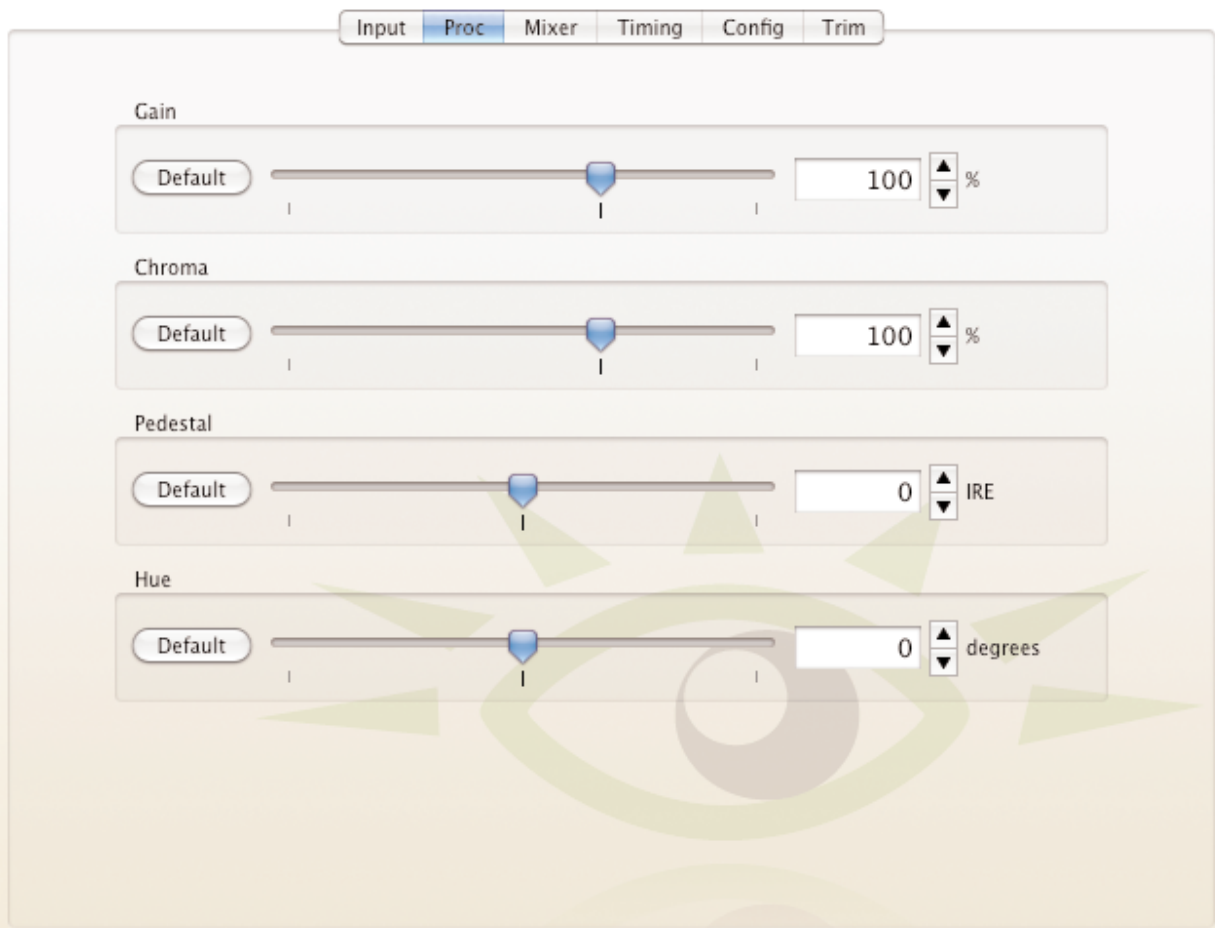 Input Proc Mixer Timing Config Trim
Gain
Default 100 %
Chroma
Default 100 %
Pedestal
Default 0 IRE
Hue
Default 0 degrees